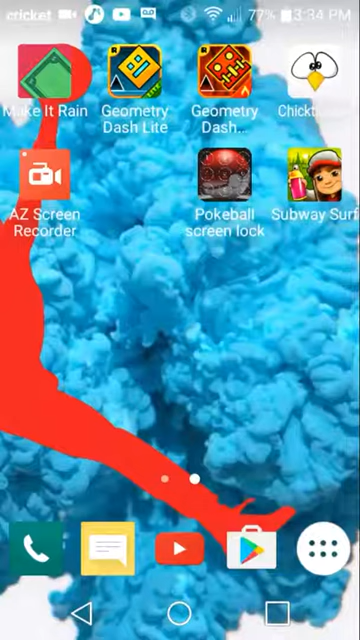 cricket 77% 3:34 PM
Make It Rain
Geometry Dash Lite
Geometry Dash...
AZ Screen Recorder
Pokeball screen lock
Subway Surf